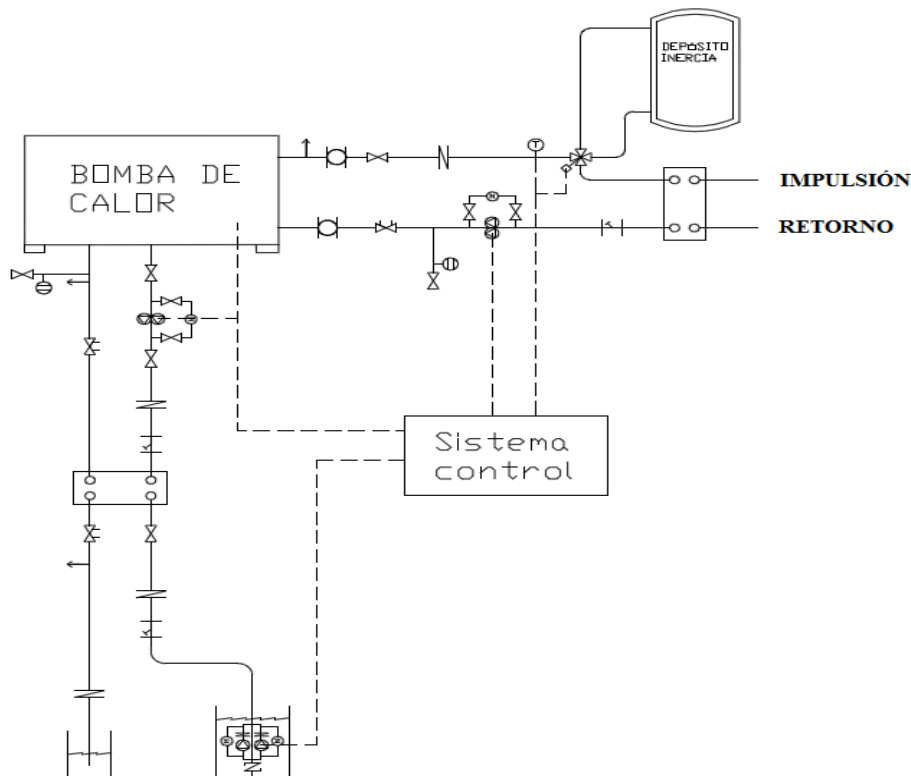 DEPóSITO
INERCIA
BOMBA DE
CALOR
T
IMPULSIÓN
RETORNO
Sistema
control